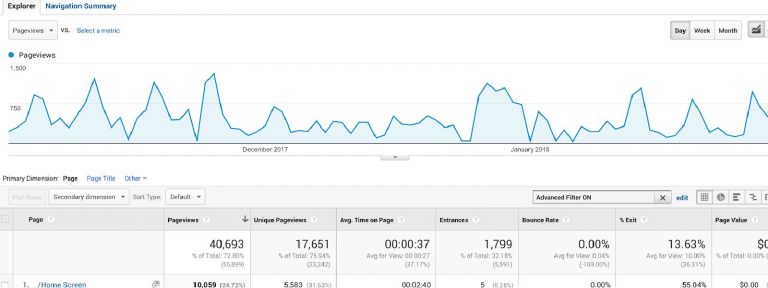 Explorer Navigation Summary
Pageviews vs. Select a metric Day Week Month
Pageviews
1,500
750
December 2017 January 2018
Primary Dimension: Page Page Title Other
Plot Rows Secondary dimension Sort Type: Default Advanced Filter ON edit
Page Pageviews Unique Pageviews Avg. Time on Page Entrances Bounce Rate % Exit Page Value
40,693 17,651 00:00:37 1,799 0.00% 13.63% $0
% of Total: 72.80% % of Total: 75.94% Avg for View: 00:00:27 % of Total: 32.18% Avg for View: 0.04% Avg for View: 10.00%
(55,899) (23,242) (37.17%) (5,591) (-100.00%) (36.31%)
1. /Home Screen 10,059 (24.72%) 5,583 (31.63%) 00:02:40 5 (0.28%) 0.00% 55.04% $0.00